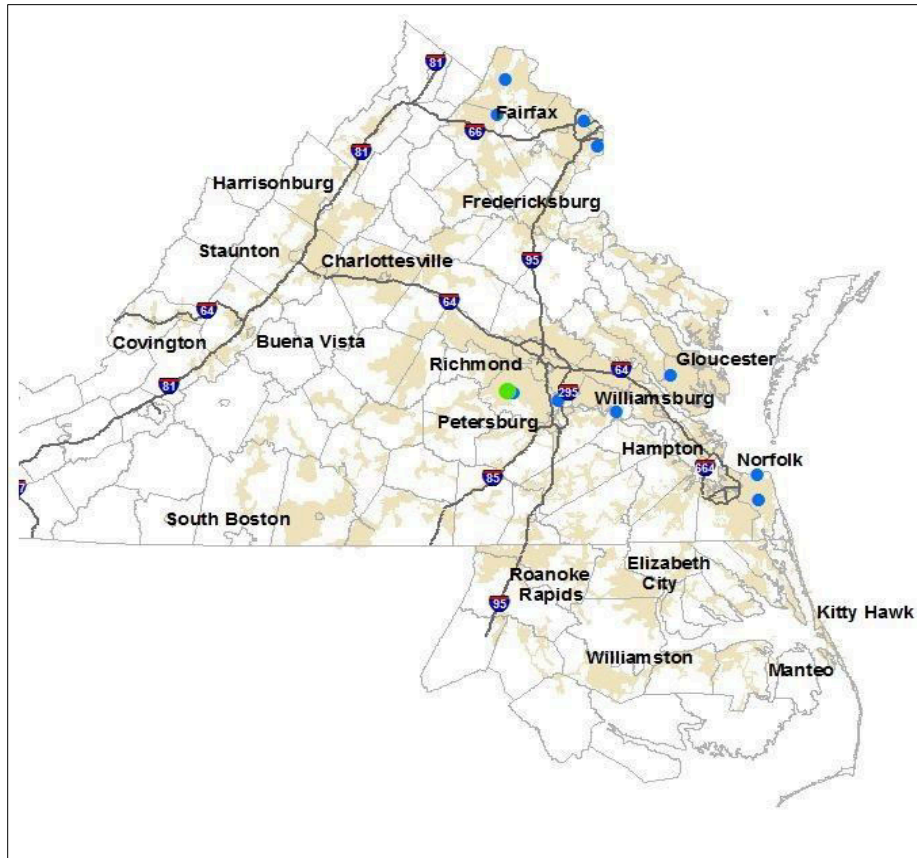 81
Fairfax
66
81
Harrisonburg
Fredericksburg
Staunton
Charlottesville
95
64
64
Covington
Buena Vista
Gloucester
Richmond
64
81
295
Williamsburg
Petersburg
Hampton
Norfolk
664
85
7
South Boston
Elizabeth
City
Roanoke
Rapids
95
Kitty Hawk
Williamston
Manteo